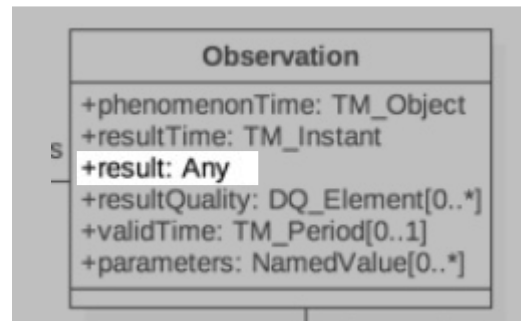 Observation
+phenomenonTime: TM_Object
+resultTime: TM_Instant
s
+result: Any
+resultQuality: DQ_Element[0..*]
+validTime: TM_Period[0..1]
+parameters: NamedValue[0..*]